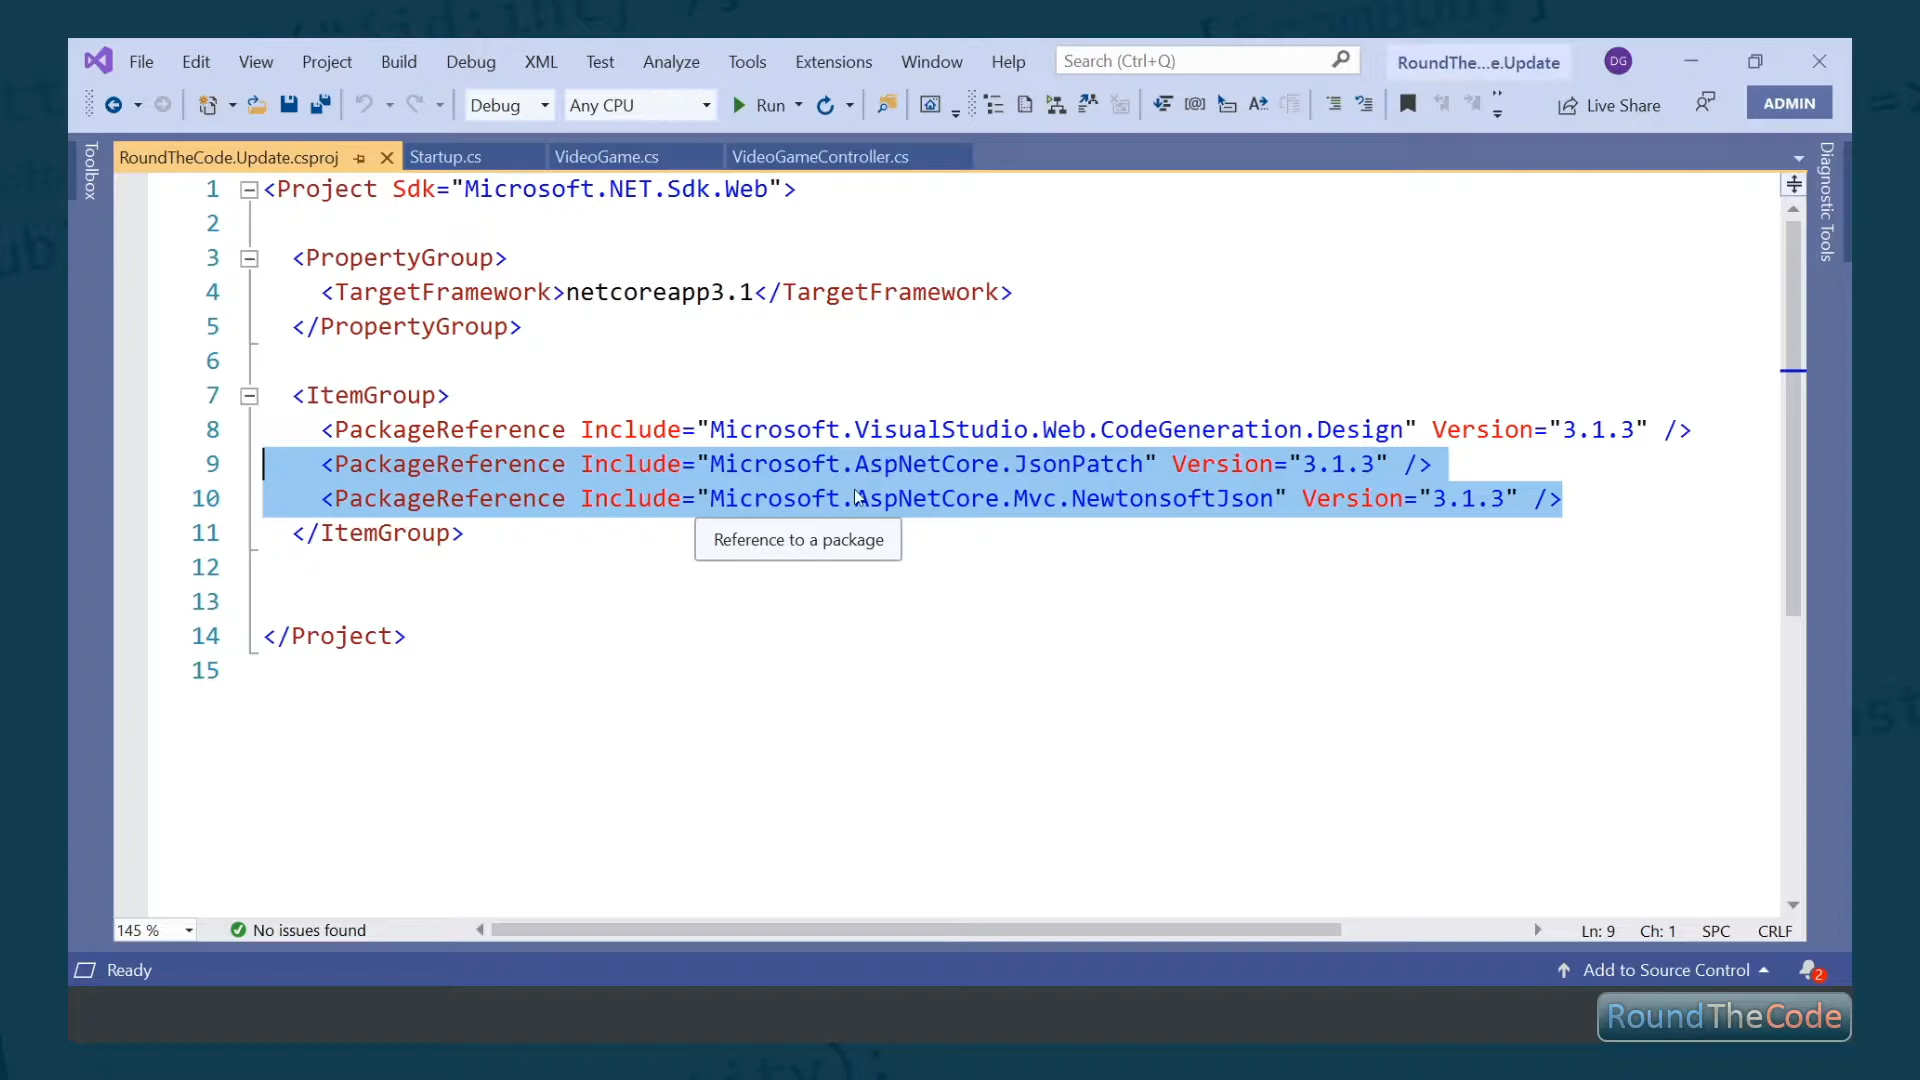 File Edit View Project Build Debug XML Test Analyze Tools Extensions Window Help Search (Ctrl+Q) RoundThe...e.Update DG
Debug Any CPU Run Live Share ADMIN
Toolbox
RoundTheCode.Update.csproj Startup.cs VideoGame.cs VideoGameController.cs
Diagnostic Tools
1 <Project Sdk="Microsoft.NET.Sdk.Web">
2
3 <PropertyGroup>
4 <TargetFramework>netcoreapp3.1</TargetFramework>
5 </PropertyGroup>
6
7 <ItemGroup>
8 <PackageReference Include="Microsoft.VisualStudio.Web.CodeGeneration.Design" Version="3.1.3" />
9 <PackageReference Include="Microsoft.AspNetCore.JsonPatch" Version="3.1.3" />
10 <PackageReference Include="Microsoft.AspNetCore.Mvc.NewtonsoftJson" Version="3.1.3" />
11 </ItemGroup>
Reference to a package
12
13
14 </Project>
15
145 % No issues found Ln: 9 Ch: 1 SPC CRLF
Ready Add to Source Control 2
RoundTheCode